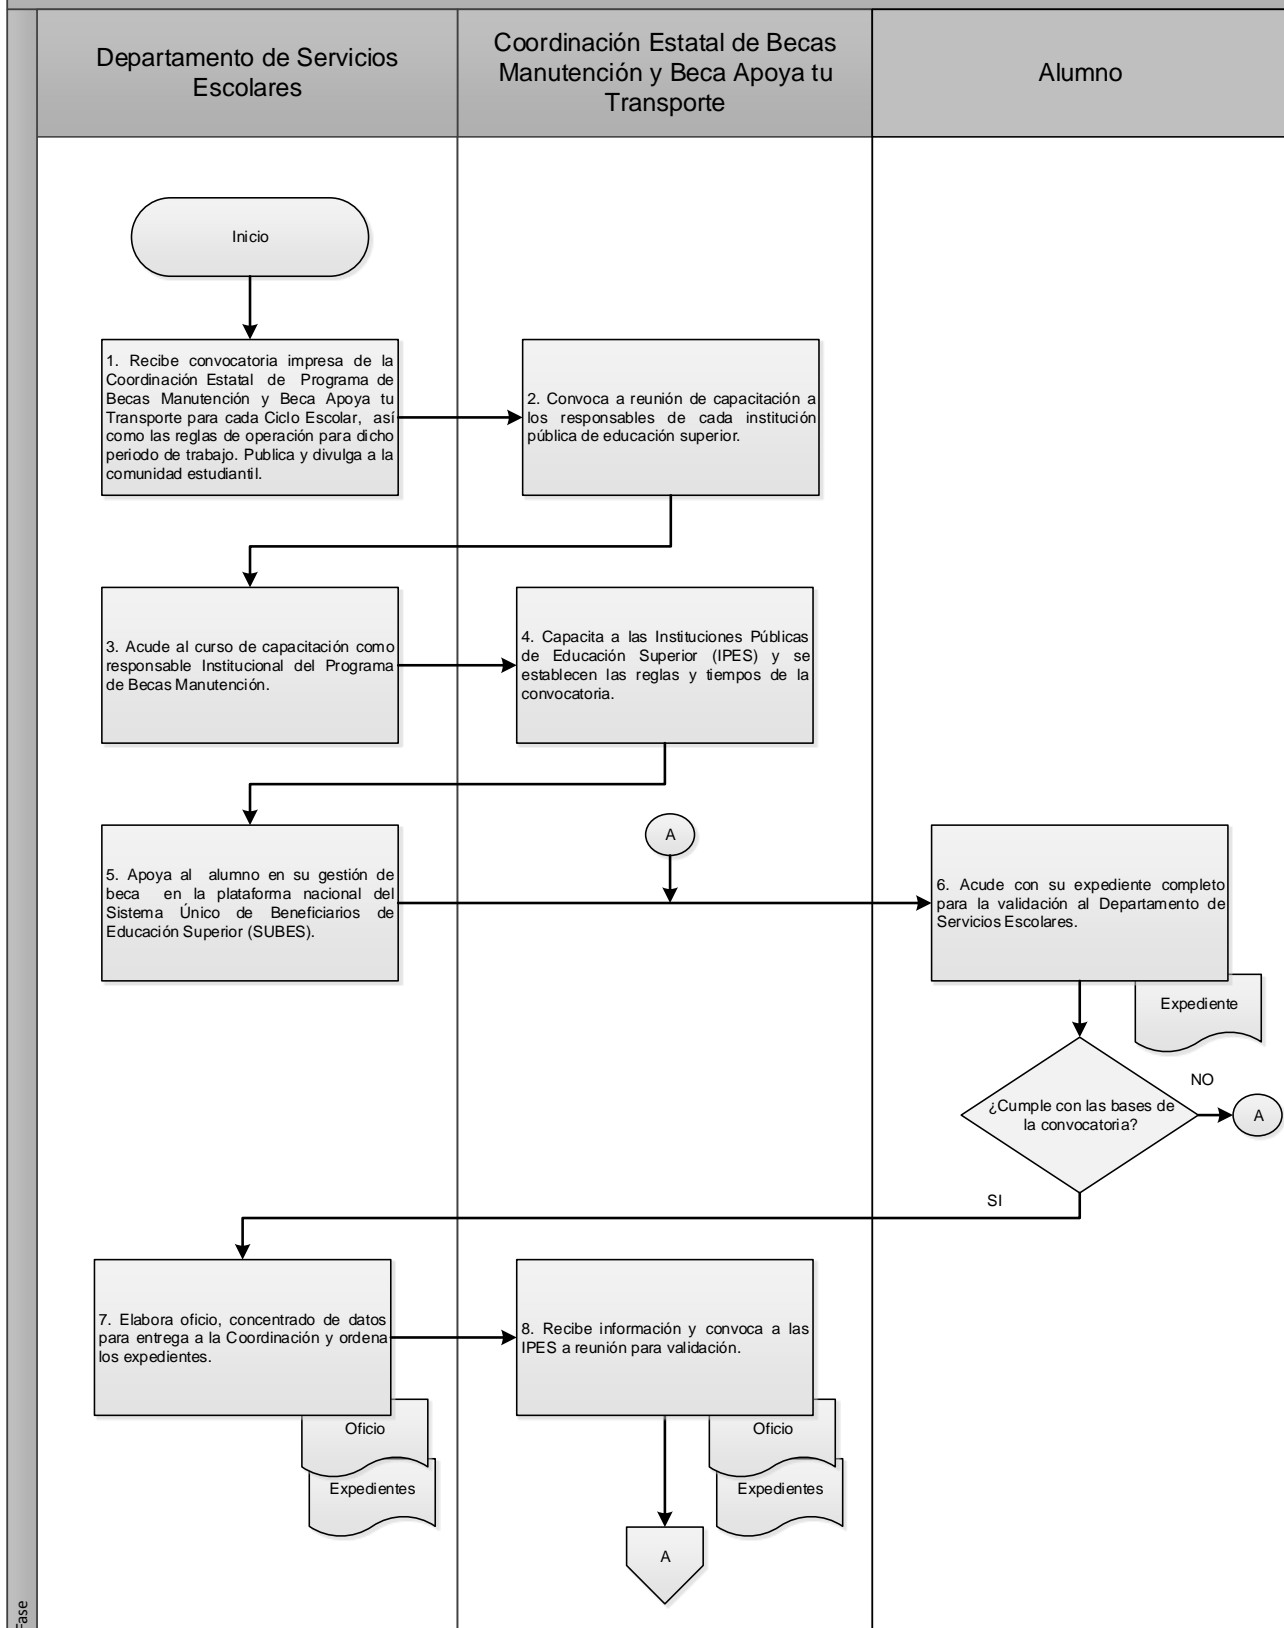 Departamento de Servicios
Escolares
Coordinación Estatal de Becas
Manutención y Beca Apoya tu
Transporte
Alumno
Inicio
1. Recibe convocatoria impresa de la
Coordinación Estatal de Programa de
Becas Manutención y Beca Apoya tu
Transporte para cada Ciclo Escolar, así
como las reglas de operación para dicho
periodo de trabajo. Publica y divulga a la
comunidad estudiantil.
2. Convoca a reunión de capacitación a
los responsables de cada institución
pública de educación superior.
3. Acude al curso de capacitación como
responsable Institucional del Programa
de Becas Manutención.
4. Capacita a las Instituciones Públicas
de Educación Superior (IPES) y se
establecen las reglas y tiempos de la
convocatoria.
A
5. Apoya al alumno en su gestión de
beca en la plataforma nacional del
Sistema Único de Beneficiarios de
Educación Superior (SUBES).
6. Acude con su expediente completo
para la validación al Departamento de
Servicios Escolares.
Expediente
¿Cumple con las bases de
la convocatoria?
NO
A
SI
7. Elabora oficio, concentrado de datos
para entrega a la Coordinación y ordena
los expedientes.
Oficio
Expedientes
8. Recibe información y convoca a las
IPES a reunión para validación.
Oficio
Expedientes
A
Fase